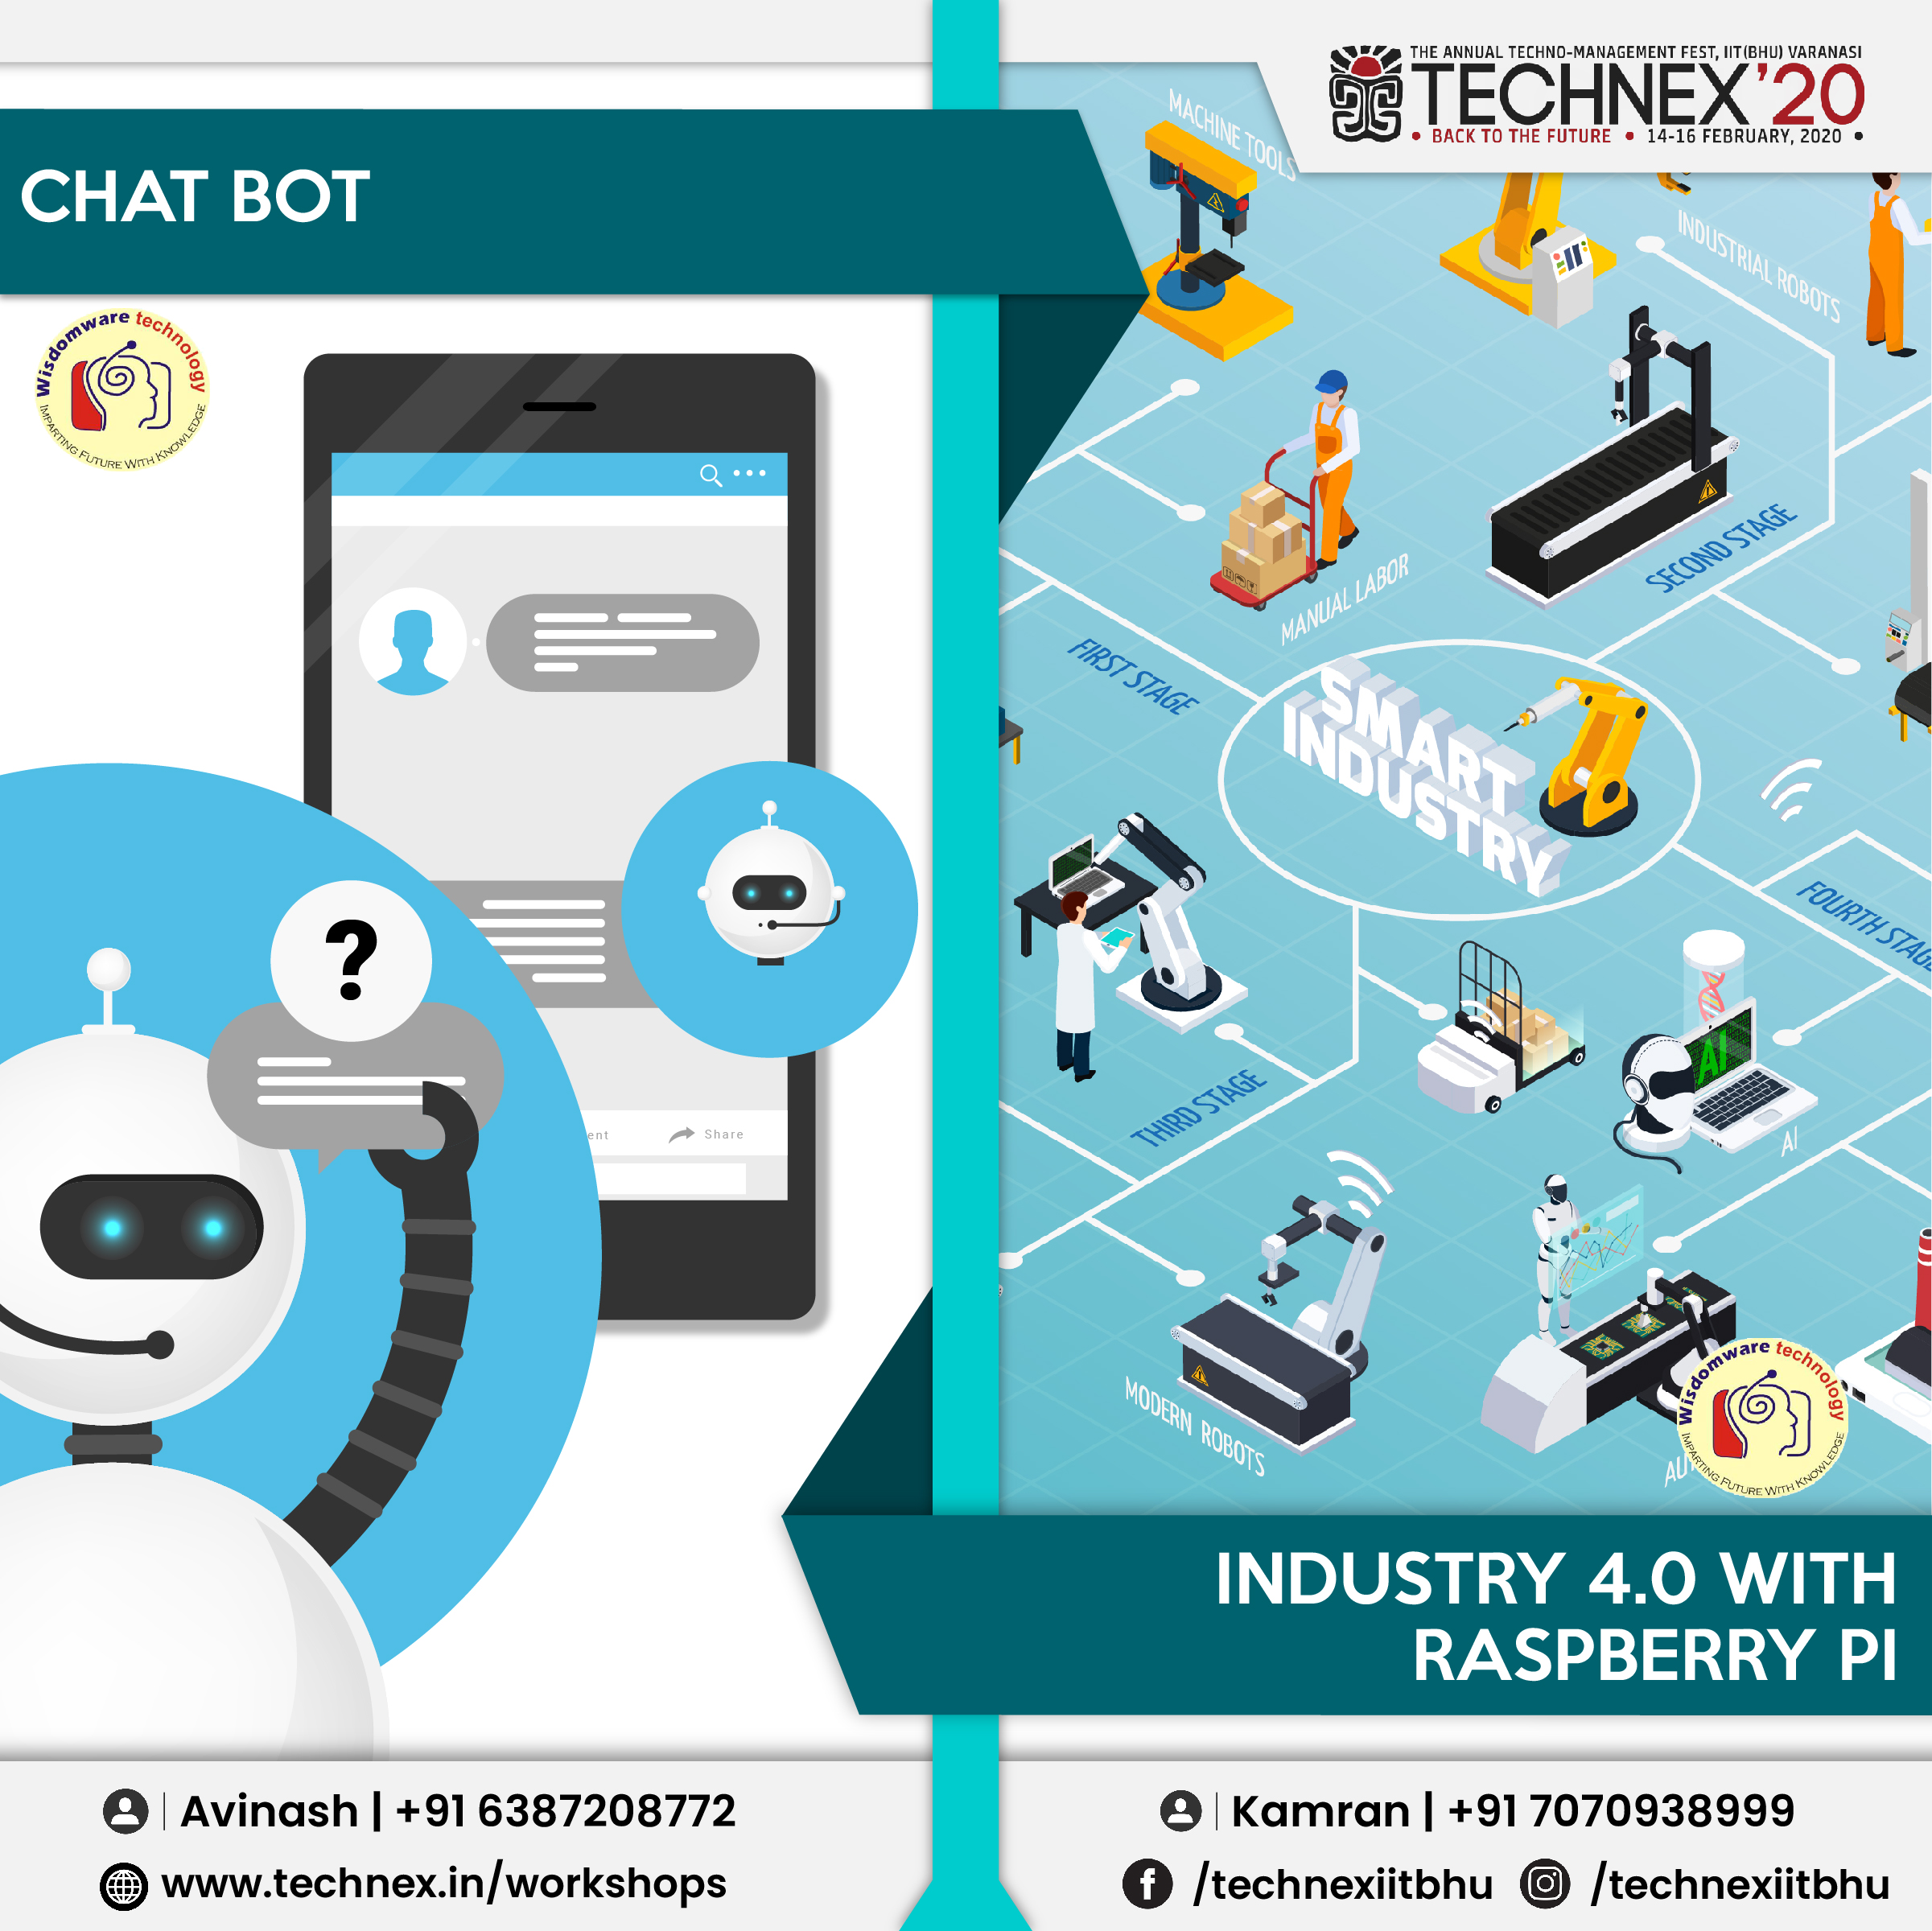 THE ANNUAL TECHNO-MANAGEMENT FEST, IIT(BHU) VARANASI
TECHNEX'20
• BACK TO THE FUTURE • 14-16 FEBRUARY, 2020 •
CHAT BOT
Wisdomware technology
IMPARTING FUTURE WITH KNOWLEDGE
ent
Share
?
MACHINE TOOLS
INDUSTRIAL ROBOTS
SECOND STAGE
MANUAL LABOR
FIRST STAGE
SMART
INDUSTRY
FOURTH STAG
AI
THIRD STAGE
AI
MODERN ROBOTS
AU
Wisdomware technology
IMPARTING FUTURE WITH KNOWLEDGE
INDUSTRY 4.0 WITH
RASPBERRY PI
Avinash | +91 6387208772
www.technex.in/workshops
Kamran | +91 7070938999
/technexiitbhu /technexiitbhu